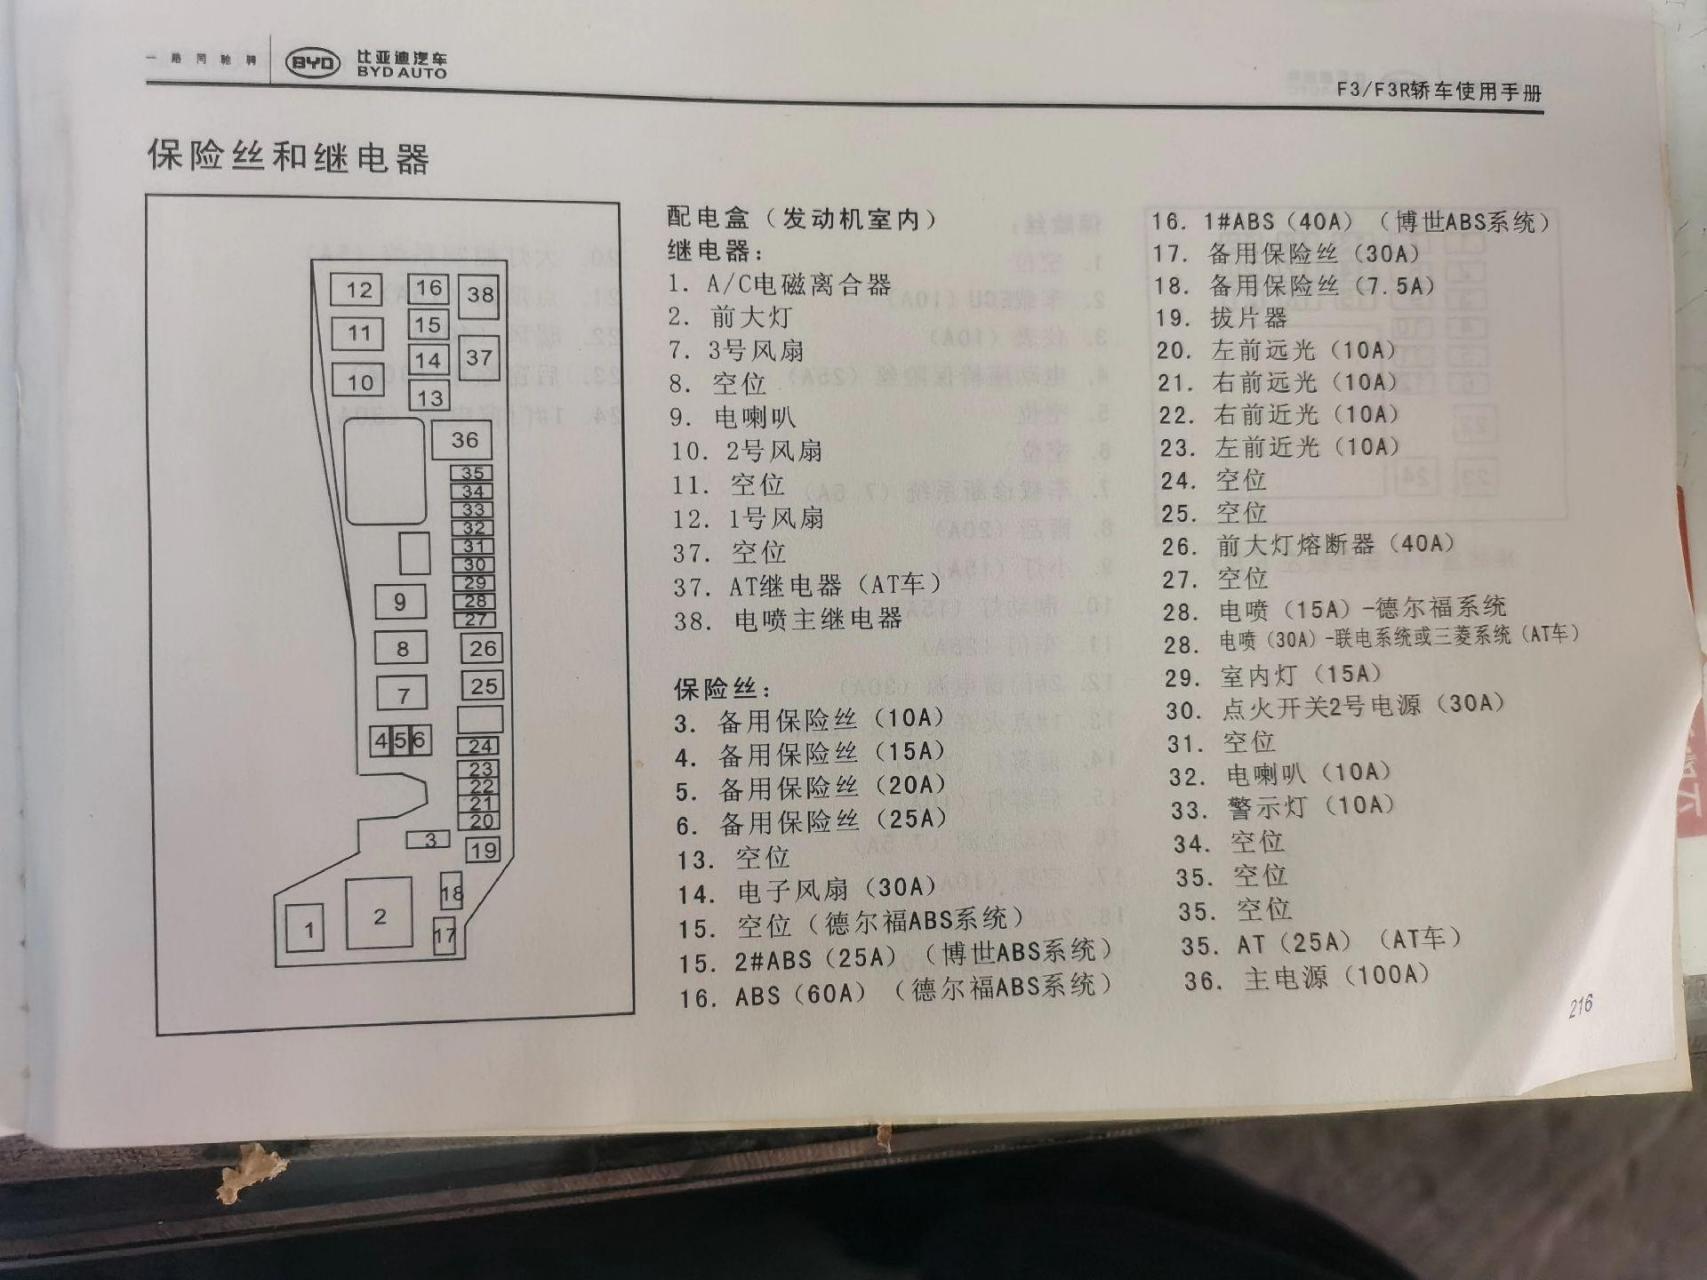 一路同驰骋
BYD
比亚迪汽车
BYD AUTO
F3/F3R轿车使用手册
保险丝和继电器
12
16
38
11
15
14
37
10
13
36
35
34
33
32
31
30
29
9
28
27
8
26
7
25
4
5
6
24
23
22
21
20
3
19
18
1
2
17
配电盒（发动机室内）
继电器：
1. A/C电磁离合器
2. 前大灯
7. 3号风扇
8. 空位
9. 电喇叭
10. 2号风扇
11. 空位
12. 1号风扇
37. 空位
37. AT继电器（AT车）
38. 电喷主继电器
保险丝：
3. 备用保险丝（10A）
4. 备用保险丝（15A）
5. 备用保险丝（20A）
6. 备用保险丝（25A）
13. 空位
14. 电子风扇（30A）
15. 空位（德尔福ABS系统）
15. 2#ABS（25A）（博世ABS系统）
16. ABS（60A）（德尔福ABS系统）
16. 1#ABS（40A）（博世ABS系统）
17. 备用保险丝（30A）
18. 备用保险丝（7.5A）
19. 拔片器
20. 左前远光（10A）
21. 右前远光（10A）
22. 右前近光（10A）
23. 左前近光（10A）
24. 空位
25. 空位
26. 前大灯熔断器（40A）
27. 空位
28. 电喷（15A）-德尔福系统
28. 电喷（30A）-联电系统或三菱系统（AT车）
29. 室内灯（15A）
30. 点火开关2号电源（30A）
31. 空位
32. 电喇叭（10A）
33. 警示灯（10A）
34. 空位
35. 空位
35. 空位
35. AT（25A）（AT车）
36. 主电源（100A）
216